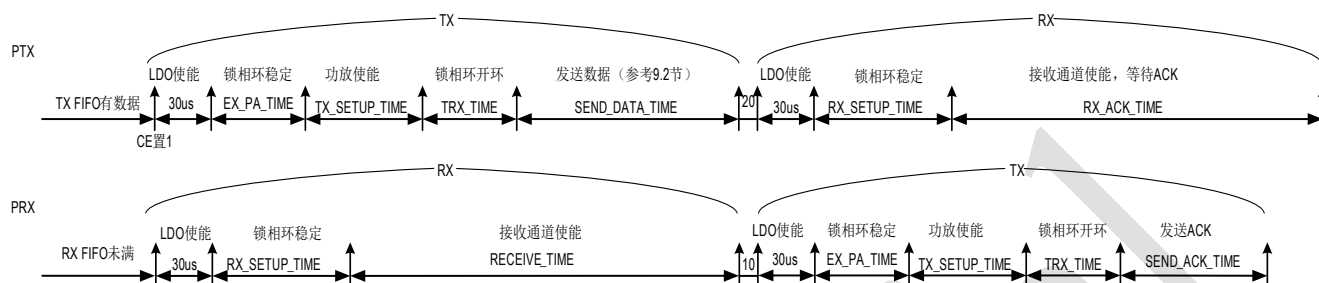 TX
RX
PTX
LDO使能 锁相环稳定 功放使能 锁相环开环 发送数据（参考9.2节） LDO使能 锁相环稳定 接收通道使能，等待ACK
TX FIFO有数据 30us EX_PA_TIME TX_SETUP_TIME TRX_TIME SEND_DATA_TIME 20 30us RX_SETUP_TIME RX_ACK_TIME
CE置1
RX
TX
PRX
LDO使能 锁相环稳定 接收通道使能 LDO使能 锁相环稳定 功放使能 锁相环开环 发送ACK
RX FIFO未满 30us RX_SETUP_TIME RECEIVE_TIME 10 30us EX_PA_TIME TX_SETUP_TIME TRX_TIME SEND_ACK_TIME